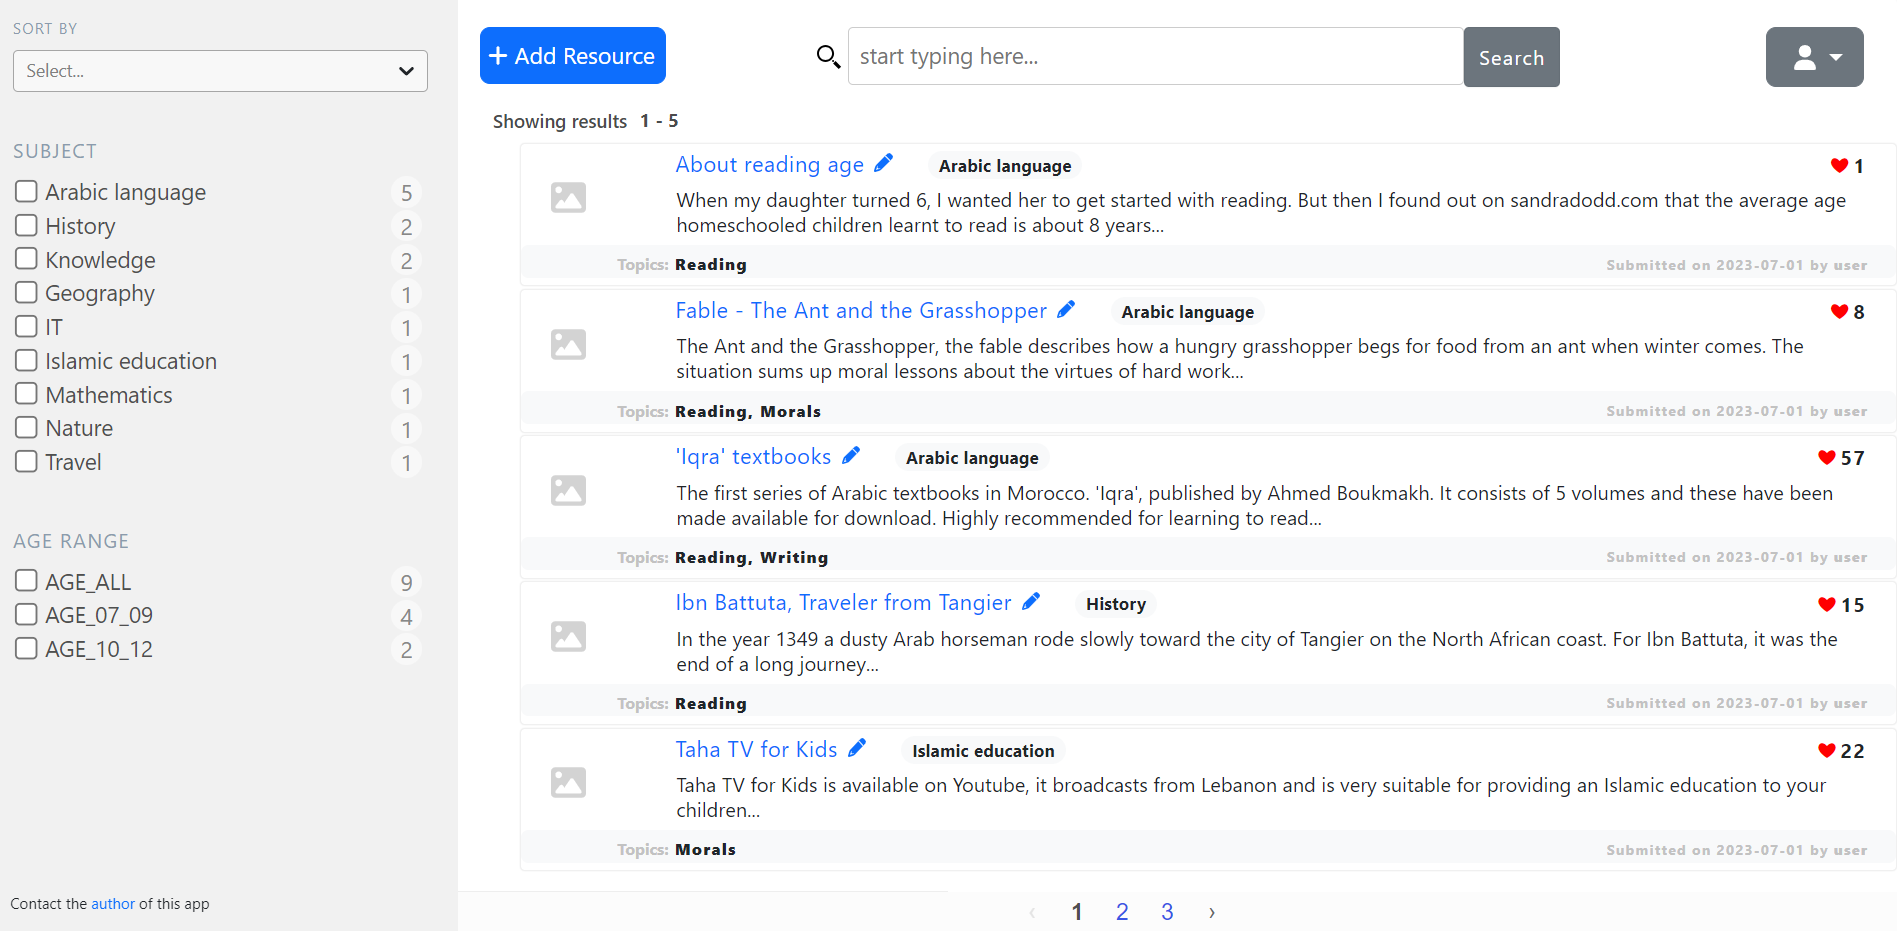 SORT BY
Select...
SUBJECT
Arabic language 5
History 2
Knowledge 2
Geography 1
IT 1
Islamic education 1
Mathematics 1
Nature 1
Travel 1
AGE RANGE
AGE_ALL 9
AGE_07_09 4
AGE_10_12 2
Contact the author of this app
+ Add Resource
start typing here...
Search
Showing results 1 - 5
About reading age Arabic language 1
When my daughter turned 6, I wanted her to get started with reading. But then I found out on sandradodd.com that the average age
homeschooled children learnt to read is about 8 years...
Topics: Reading Submitted on 2023-07-01 by user
Fable - The Ant and the Grasshopper Arabic language 8
The Ant and the Grasshopper, the fable describes how a hungry grasshopper begs for food from an ant when winter comes. The
situation sums up moral lessons about the virtues of hard work...
Topics: Reading, Morals Submitted on 2023-07-01 by user
'Iqra' textbooks Arabic language 57
The first series of Arabic textbooks in Morocco. 'Iqra', published by Ahmed Boukmakh. It consists of 5 volumes and these have been
made available for download. Highly recommended for learning to read...
Topics: Reading, Writing Submitted on 2023-07-01 by user
Ibn Battuta, Traveler from Tangier History 15
In the year 1349 a dusty Arab horseman rode slowly toward the city of Tangier on the North African coast. For Ibn Battuta, it was the
end of a long journey...
Topics: Reading Submitted on 2023-07-01 by user
Taha TV for Kids Islamic education 22
Taha TV for Kids is available on Youtube, it broadcasts from Lebanon and is very suitable for providing an Islamic education to your
children...
Topics: Morals Submitted on 2023-07-01 by user
‹ 1 2 3 ›